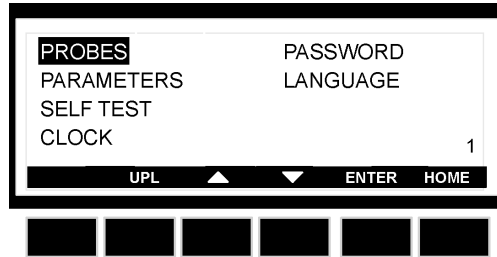 PROBES PASSWORD
PARAMETERS LANGUAGE
SELF TEST
CLOCK
1
UPL ENTER HOME